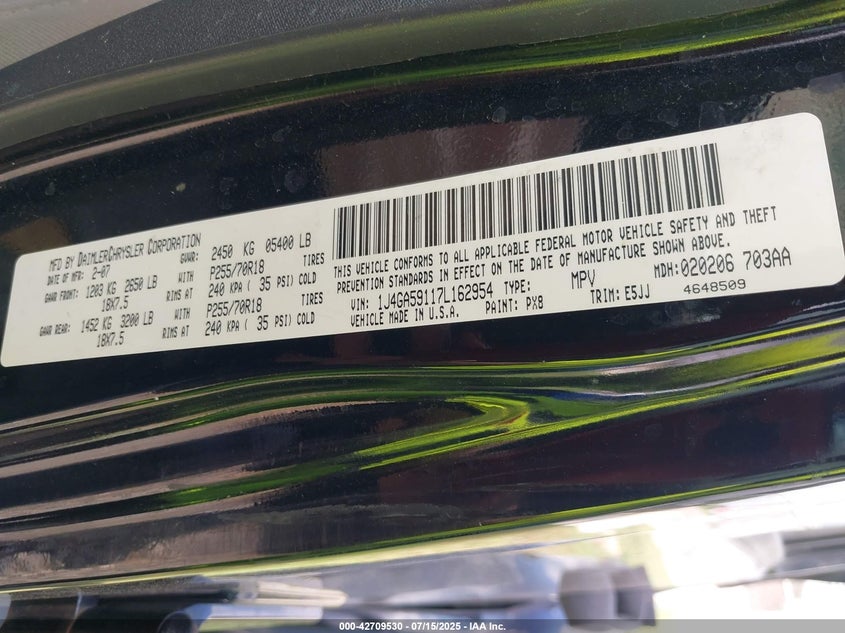 MFD BY DAIMLERCHRYSLER CORPORATION
DATE OF MFR 2-07 GVWR: 2450 KG 05400 LB
GAWR FRONT: 1203 KG 2650 LB WITH P255/70R18 TIRES
18X7.5 RIMS AT 240 KPA ( 35 PSI) COLD
GAWR REAR: 1452 KG 3200 LB WITH P255/70R18 TIRES
18X7.5 RIMS AT 240 KPA ( 35 PSI) COLD
THIS VEHICLE CONFORMS TO ALL APPLICABLE FEDERAL MOTOR VEHICLE SAFETY AND THEFT
PREVENTION STANDARDS IN EFFECT ON THE DATE OF MANUFACTURE SHOWN ABOVE.
VIN: 1J4GA59117L162954 TYPE: MPV MDH: 020206 703AA
VEHICLE MADE IN U.S.A. PAINT: PX8 TRIM: E5JJ 4648509
000-42709530 - 07/15/2025 - IAA Inc.